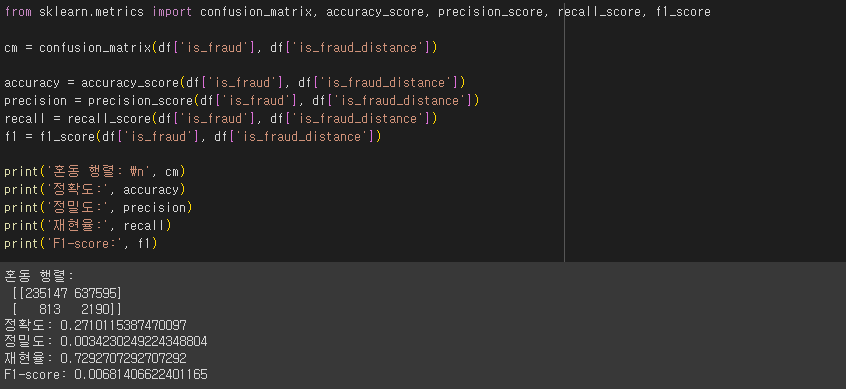 from sklearn.metrics import confusion_matrix, accuracy_score, precision_score, recall_score, f1_score
cm = confusion_matrix(df['is_fraud'], df['is_fraud_distance'])
accuracy = accuracy_score(df['is_fraud'], df['is_fraud_distance'])
precision = precision_score(df['is_fraud'], df['is_fraud_distance'])
recall = recall_score(df['is_fraud'], df['is_fraud_distance'])
f1 = f1_score(df['is_fraud'], df['is_fraud_distance'])
print('혼동 행렬: ₩n', cm)
print('정확도:', accuracy)
print('정밀도:', precision)
print('재현율:', recall)
print('F1-score:', f1)
혼동 행렬:
[[235147 637595]
[   813   2190]]
정확도: 0.2710115387470097
정밀도: 0.0034230249224348804
재현율: 0.7292707292707292
F1-score: 0.00681406622401165